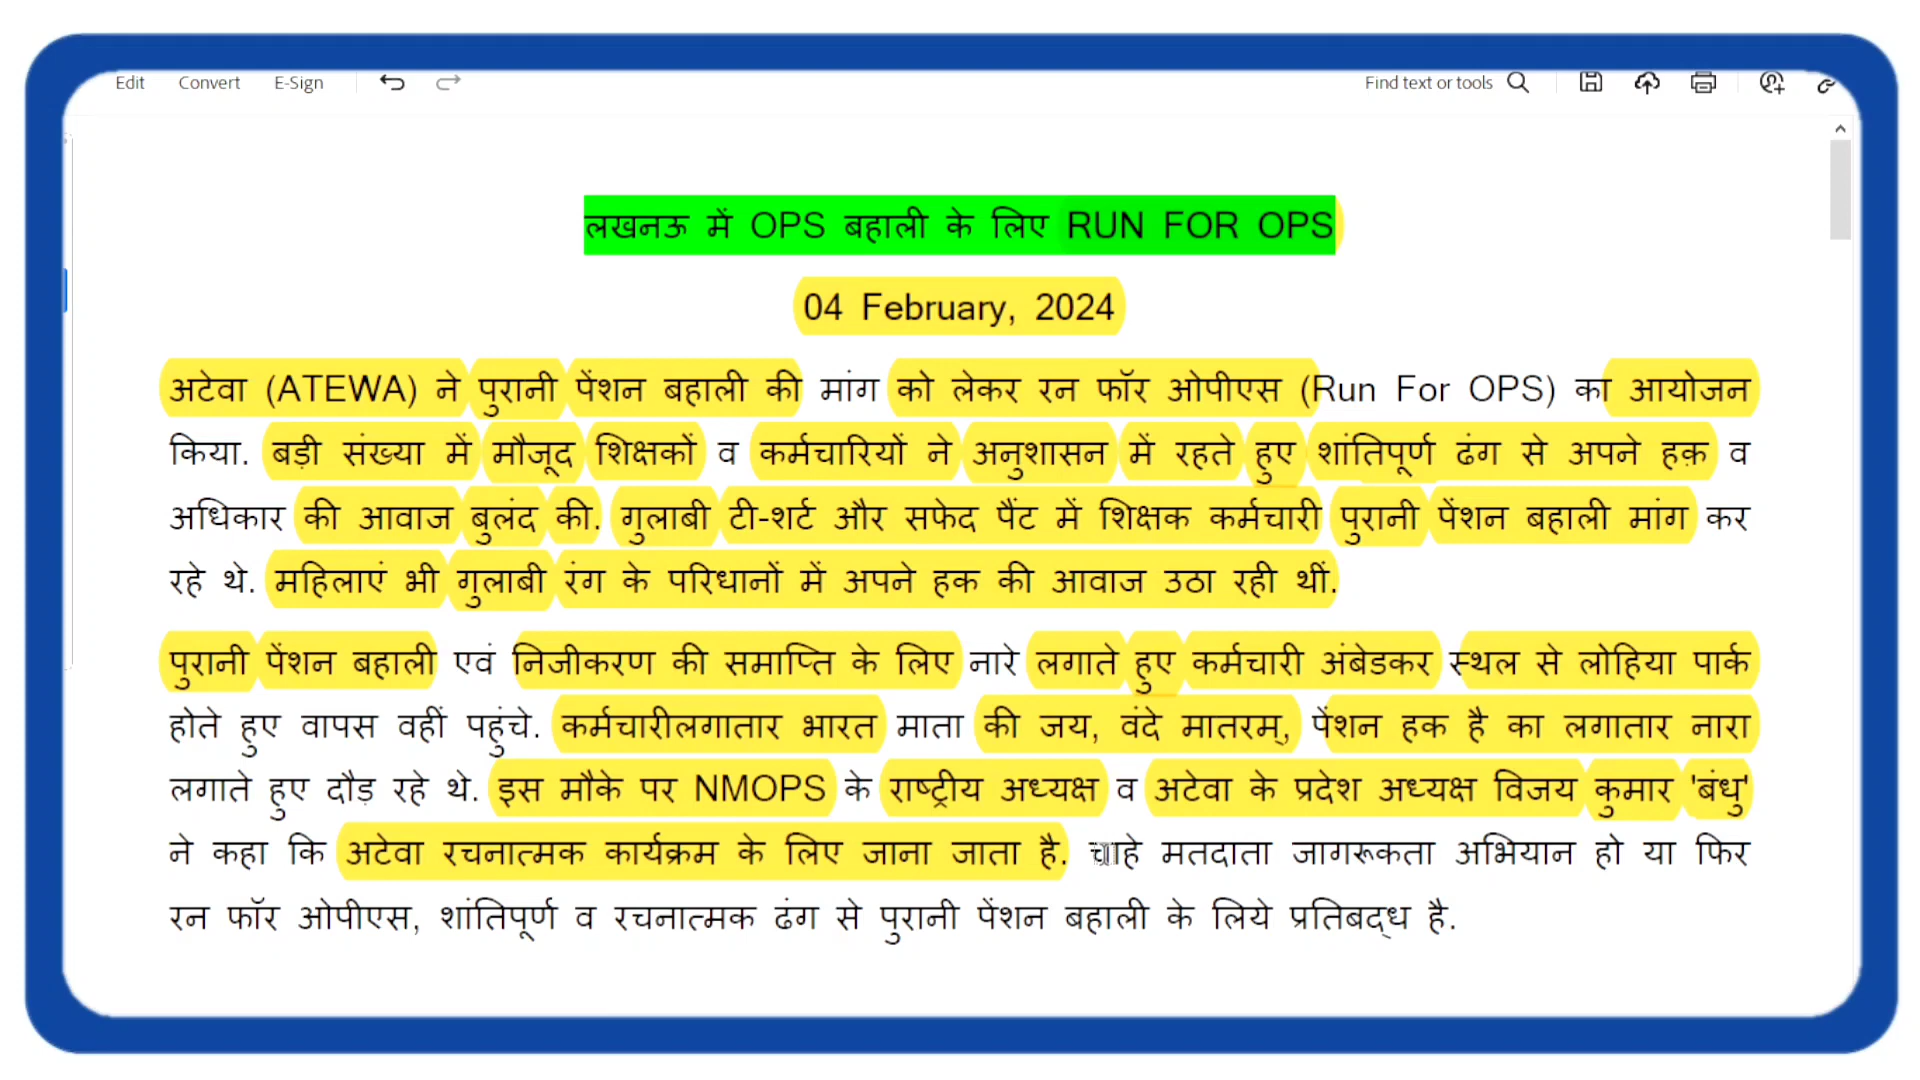 Edit Convert E-Sign Find text or tools
लखनऊ में OPS बहाली के लिए RUN FOR OPS
04 February, 2024
अटेवा (ATEWA) ने पुरानी पेंशन बहाली की मांग को लेकर रन फॉर ओपीएस (Run For OPS) का आयोजन
किया. बड़ी संख्या में मौजूद शिक्षकों व कर्मचारियों ने अनुशासन में रहते हुए शांतिपूर्ण ढंग से अपने हक़ व
अधिकार की आवाज बुलंद की. गुलाबी टी-शर्ट और सफेद पैंट में शिक्षक कर्मचारी पुरानी पेंशन बहाली मांग कर
रहे थे. महिलाएं भी गुलाबी रंग के परिधानों में अपने हक की आवाज उठा रही थीं.
पुरानी पेंशन बहाली एवं निजीकरण की समाप्ति के लिए नारे लगाते हुए कर्मचारी अंबेडकर स्थल से लोहिया पार्क
होते हुए वापस वहीं पहुंचे. कर्मचारीलगातार भारत माता की जय, वंदे मातरम्, पेंशन हक है का लगातार नारा
लगाते हुए दौड़ रहे थे. इस मौके पर NMOPS के राष्ट्रीय अध्यक्ष व अटेवा के प्रदेश अध्यक्ष विजय कुमार 'बंधु'
ने कहा कि अटेवा रचनात्मक कार्यक्रम के लिए जाना जाता है. चाहे मतदाता जागरूकता अभियान हो या फिर
रन फॉर ओपीएस, शांतिपूर्ण व रचनात्मक ढंग से पुरानी पेंशन बहाली के लिये प्रतिबद्ध है.